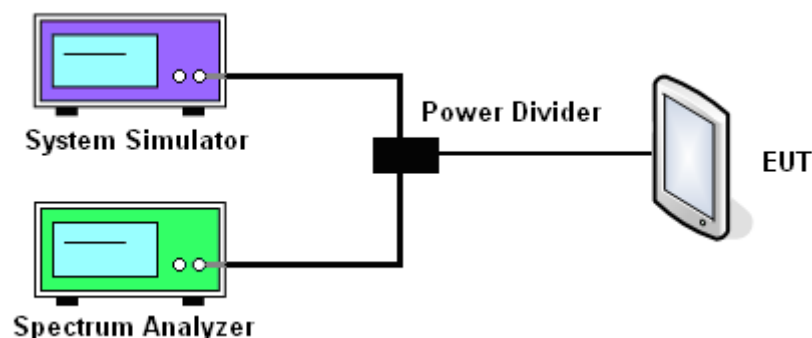 System Simulator
Power Divider
EUT
Spectrum Analyzer